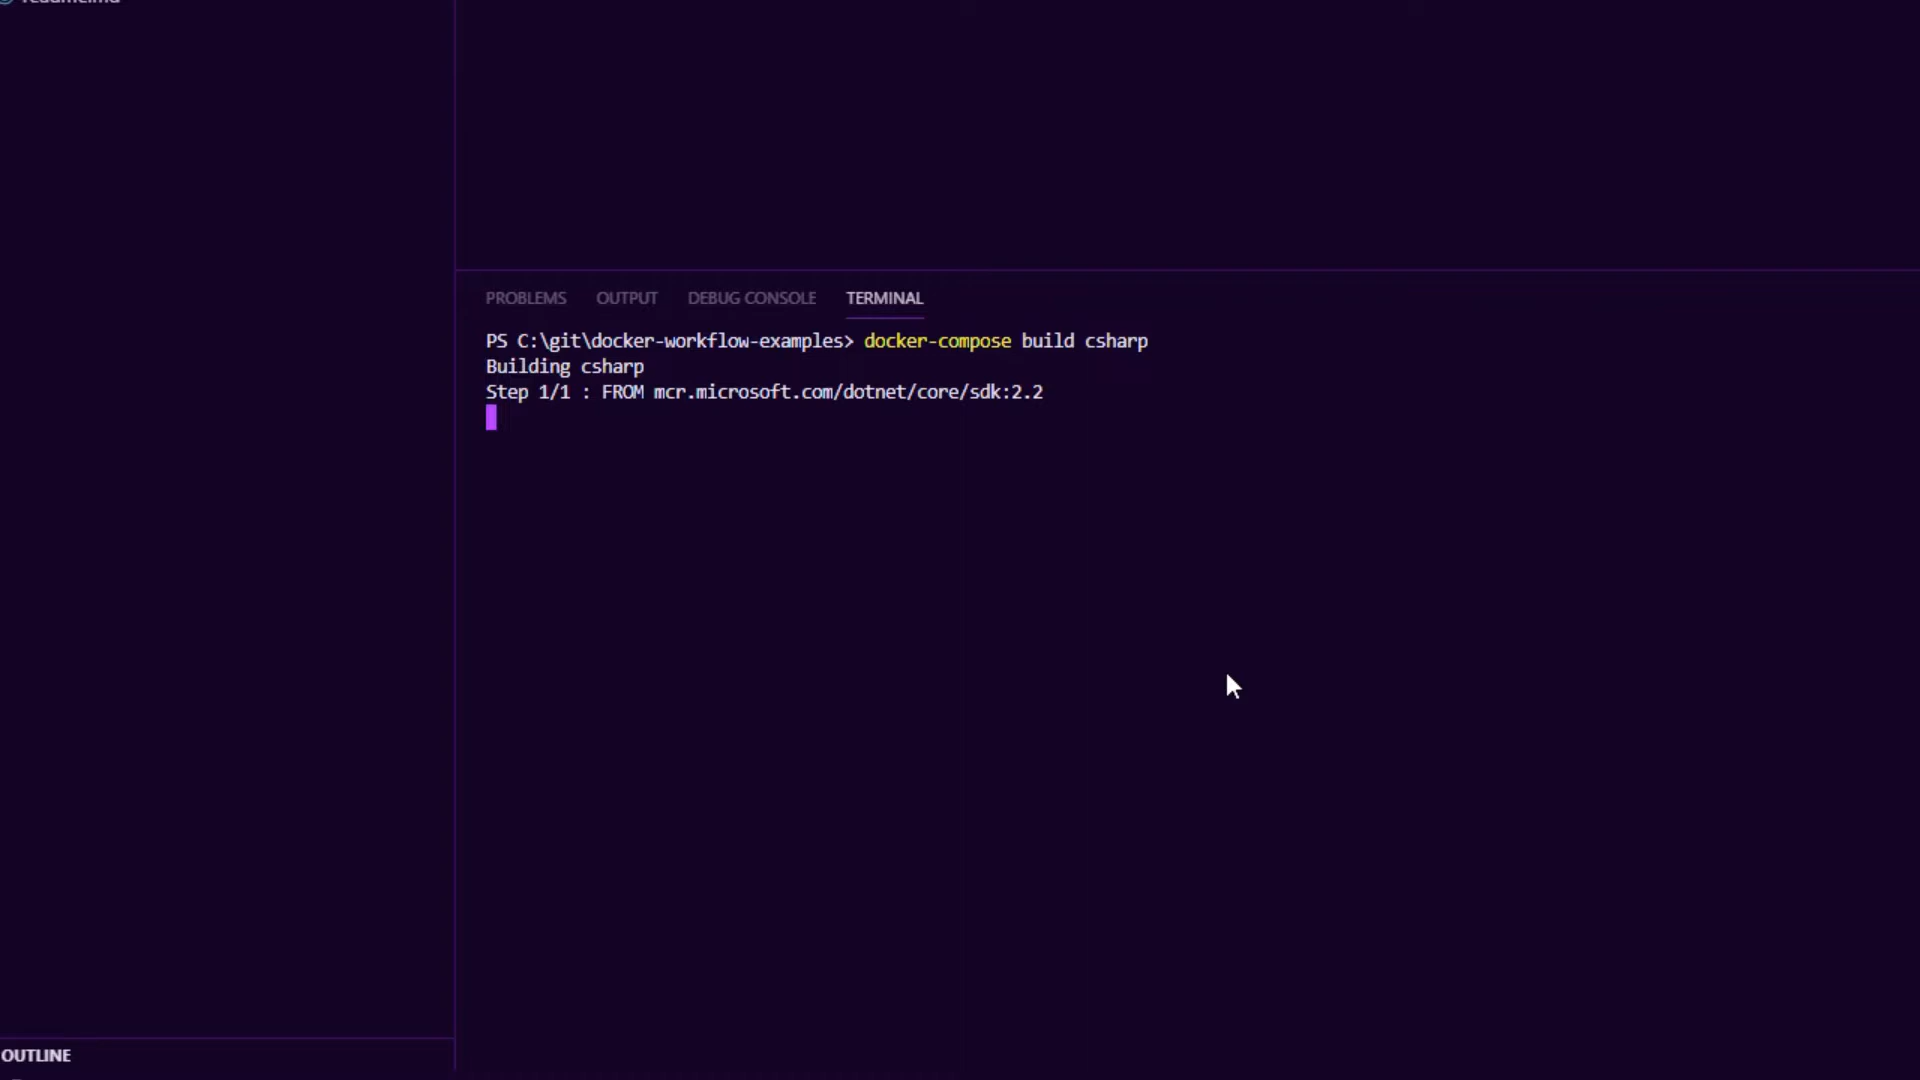 PROBLEMS OUTPUT DEBUG CONSOLE TERMINAL
PS C:\git\docker-workflow-examples> docker-compose build csharp
Building csharp
Step 1/1 : FROM mcr.microsoft.com/dotnet/core/sdk:2.2
OUTLINE